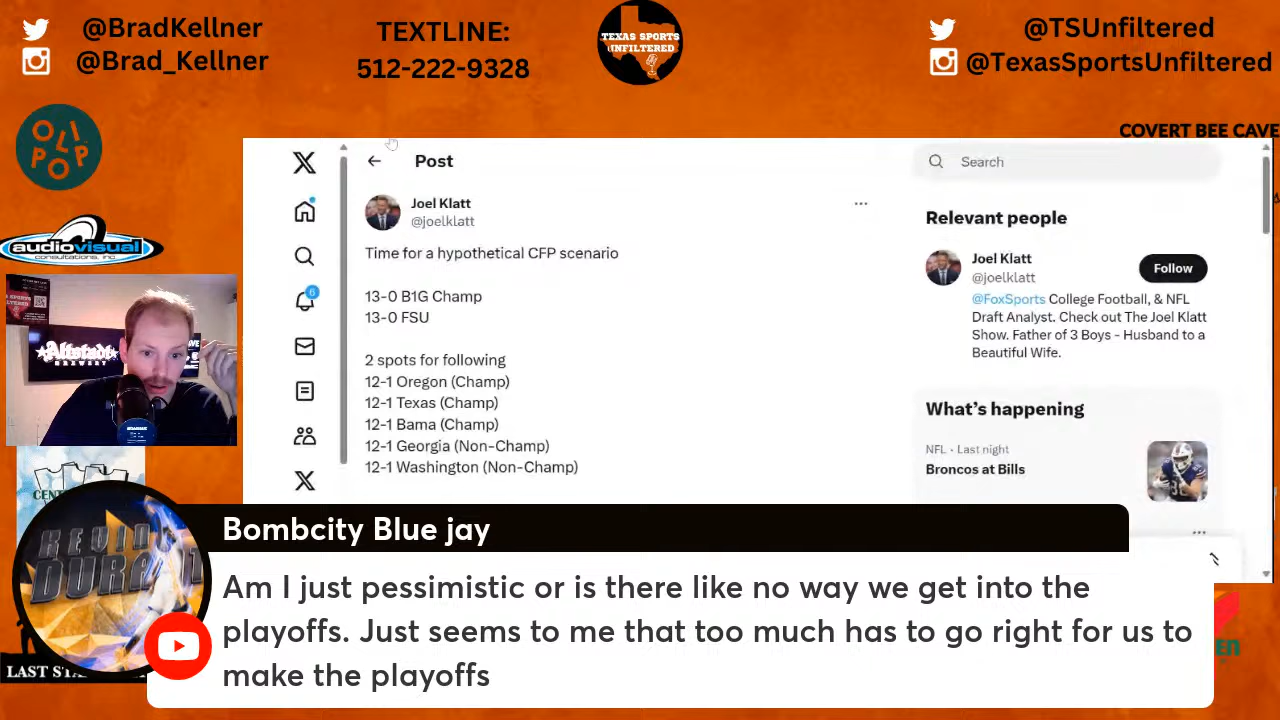 @BradKellner
@Brad_Kellner
TEXTLINE:
512-222-9328
TEXAS SPORTS
UNFILTERED
@TSUnfiltered
@TexasSportsUnfiltered
OLIPOP
audiovisual
consultations, inc
COVERT BEE CAVE
Altstadt
BREWERY
Post
Joel Klatt
@joelklatt
Time for a hypothetical CFP scenario
13-0 B1G Champ
13-0 FSU
2 spots for following
12-1 Oregon (Champ)
12-1 Texas (Champ)
12-1 Bama (Champ)
12-1 Georgia (Non-Champ)
12-1 Washington (Non-Champ)
6
Search
Relevant people
Joel Klatt
@joelklatt
Follow
@FoxSports College Football, & NFL
Draft Analyst. Check out The Joel Klatt
Show. Father of 3 Boys - Husband to a
Beautiful Wife.
What's happening
NFL · Last night
Broncos at Bills
KEVIN
DURANT
LAST
Bombcity Blue jay
Am I just pessimistic or is there like no way we get into the
playoffs. Just seems to me that too much has to go right for us to
make the playoffs